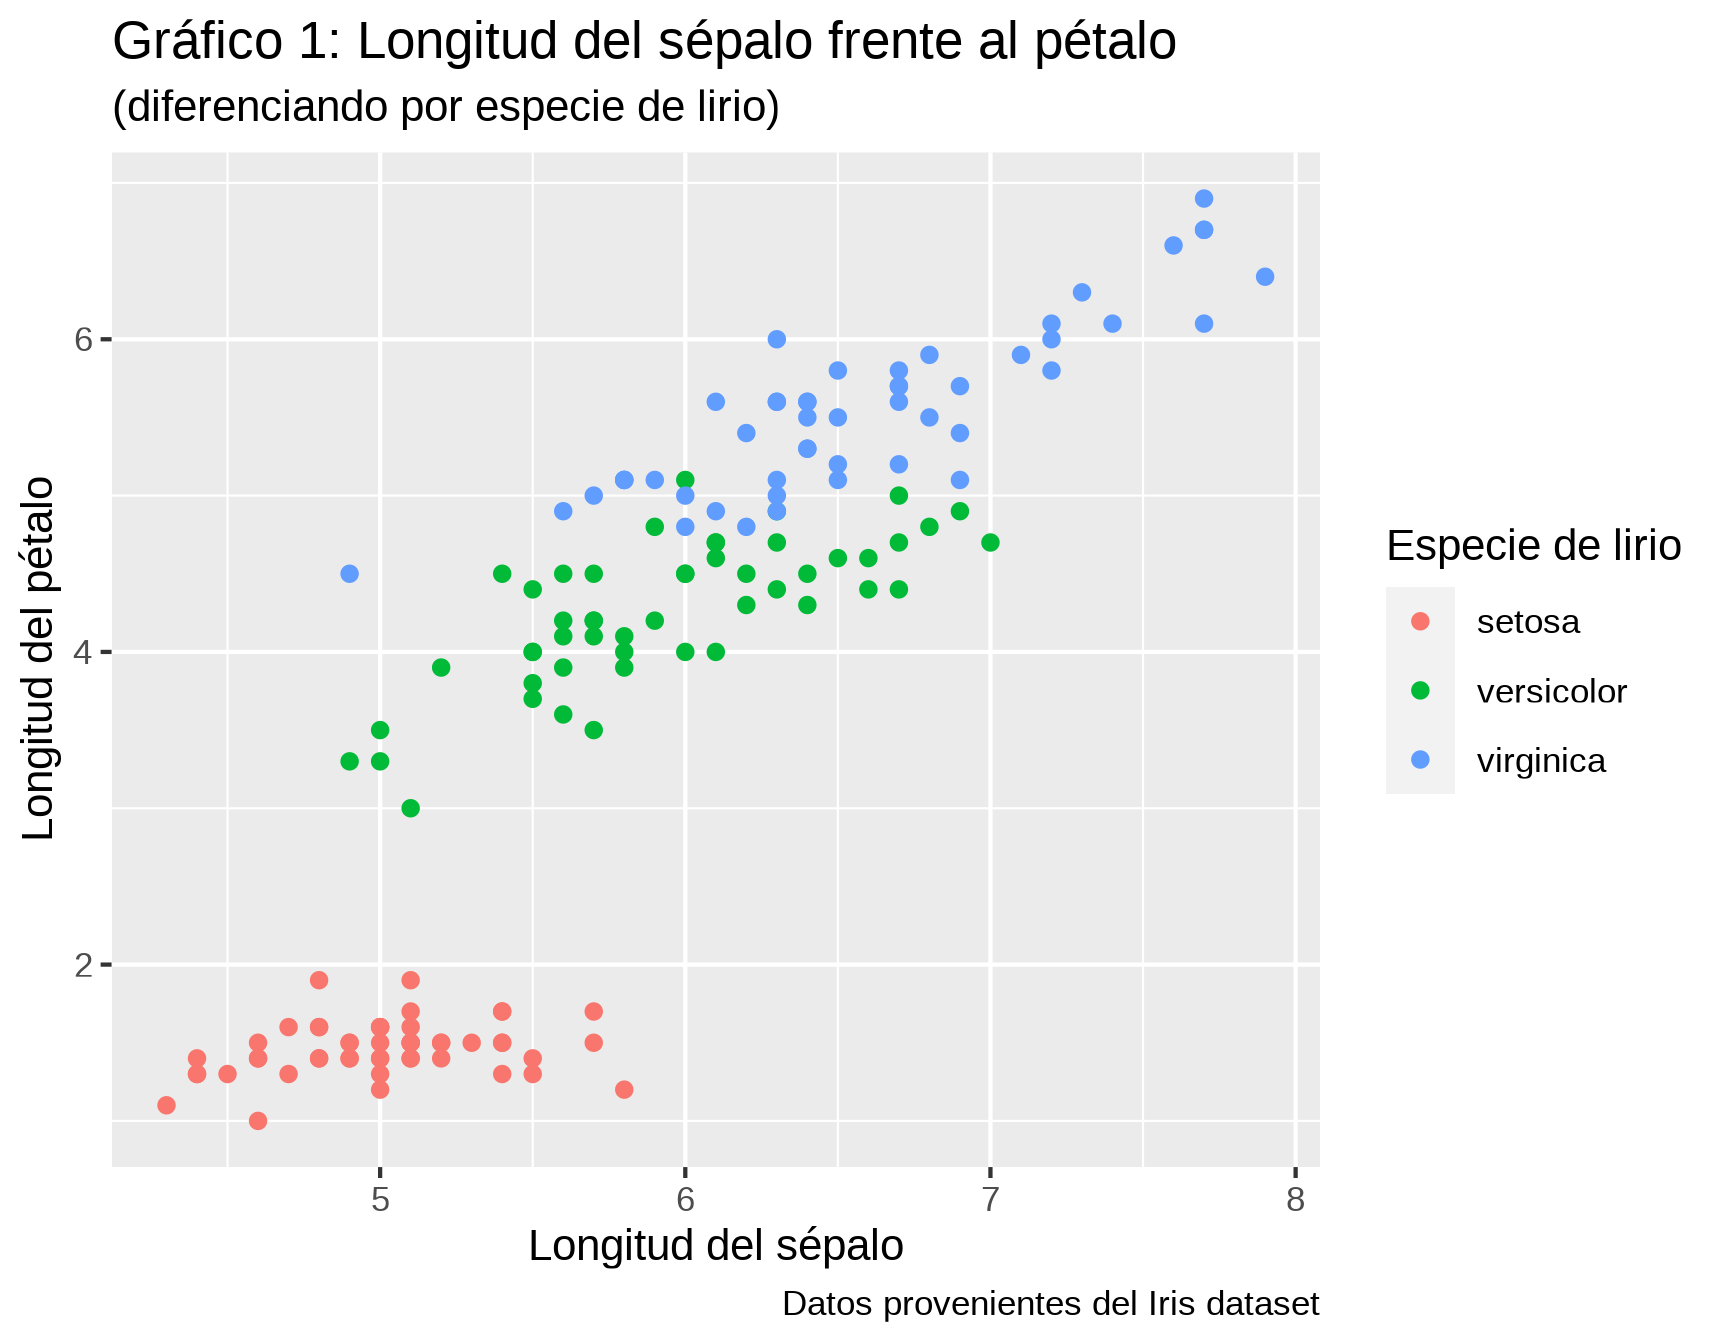 Gráfico 1: Longitud del sépalo frente al pétalo
(diferenciando por especie de lirio)
Longitud del pétalo
6
4
2
5
6
7
8
Longitud del sépalo
Especie de lirio
setosa
versicolor
virginica
Datos provenientes del Iris dataset